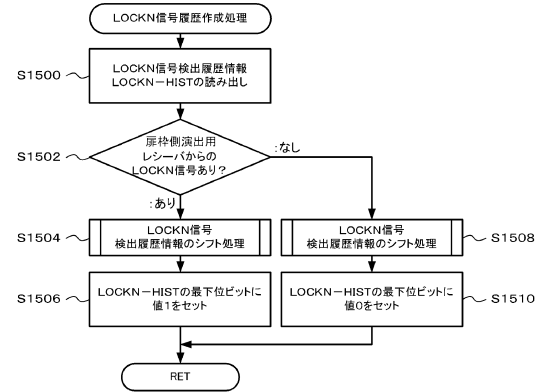 LOCKN信号履歴作成処理
S1500
LOCKN信号検出履歴情報
LOCKN－HISTの読み出し
S1502
扉枠側演出用
レシーバからの
LOCKN信号あり？
:なし
:あり
S1504
LOCKN信号
検出履歴情報のシフト処理
LOCKN信号
検出履歴情報のシフト処理
S1508
S1506
LOCKN－HISTの最下位ビットに
値1をセット
LOCKN－HISTの最下位ビットに
値0をセット
S1510
RET